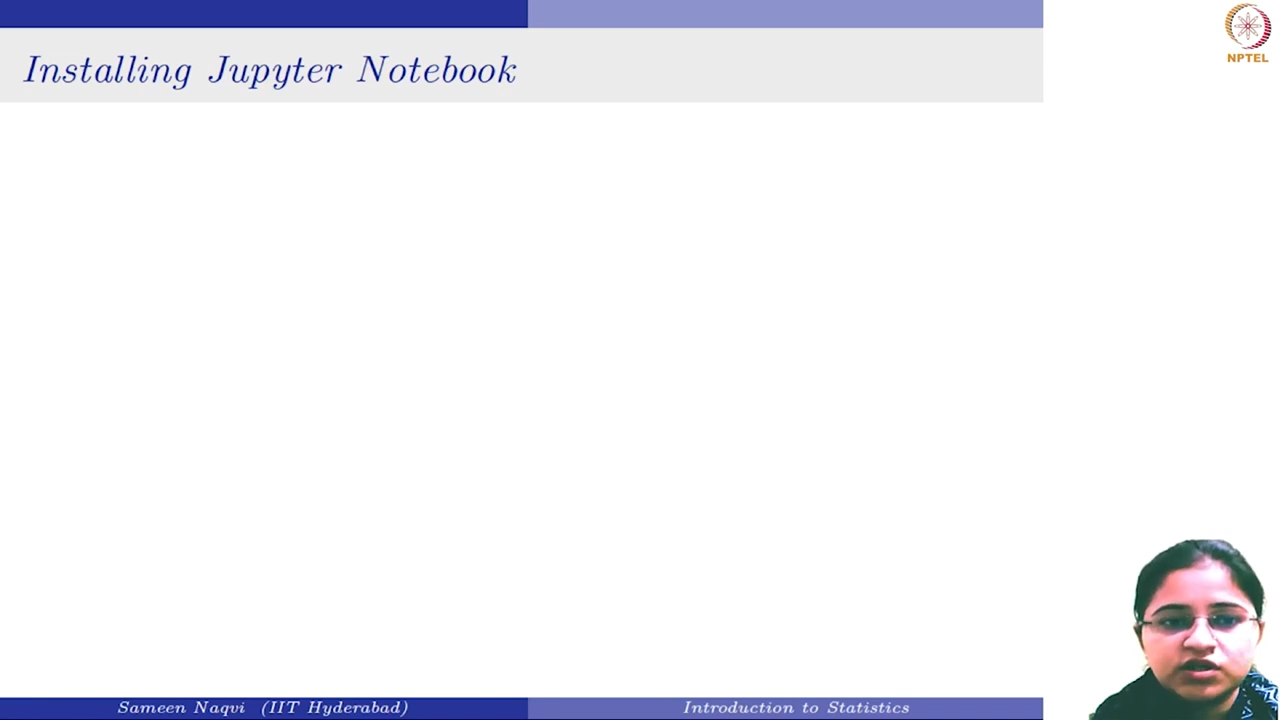 Installing Jupyter Notebook
NPTEL
Sameen Naqvi (IIT Hyderabad)
Introduction to Statistics